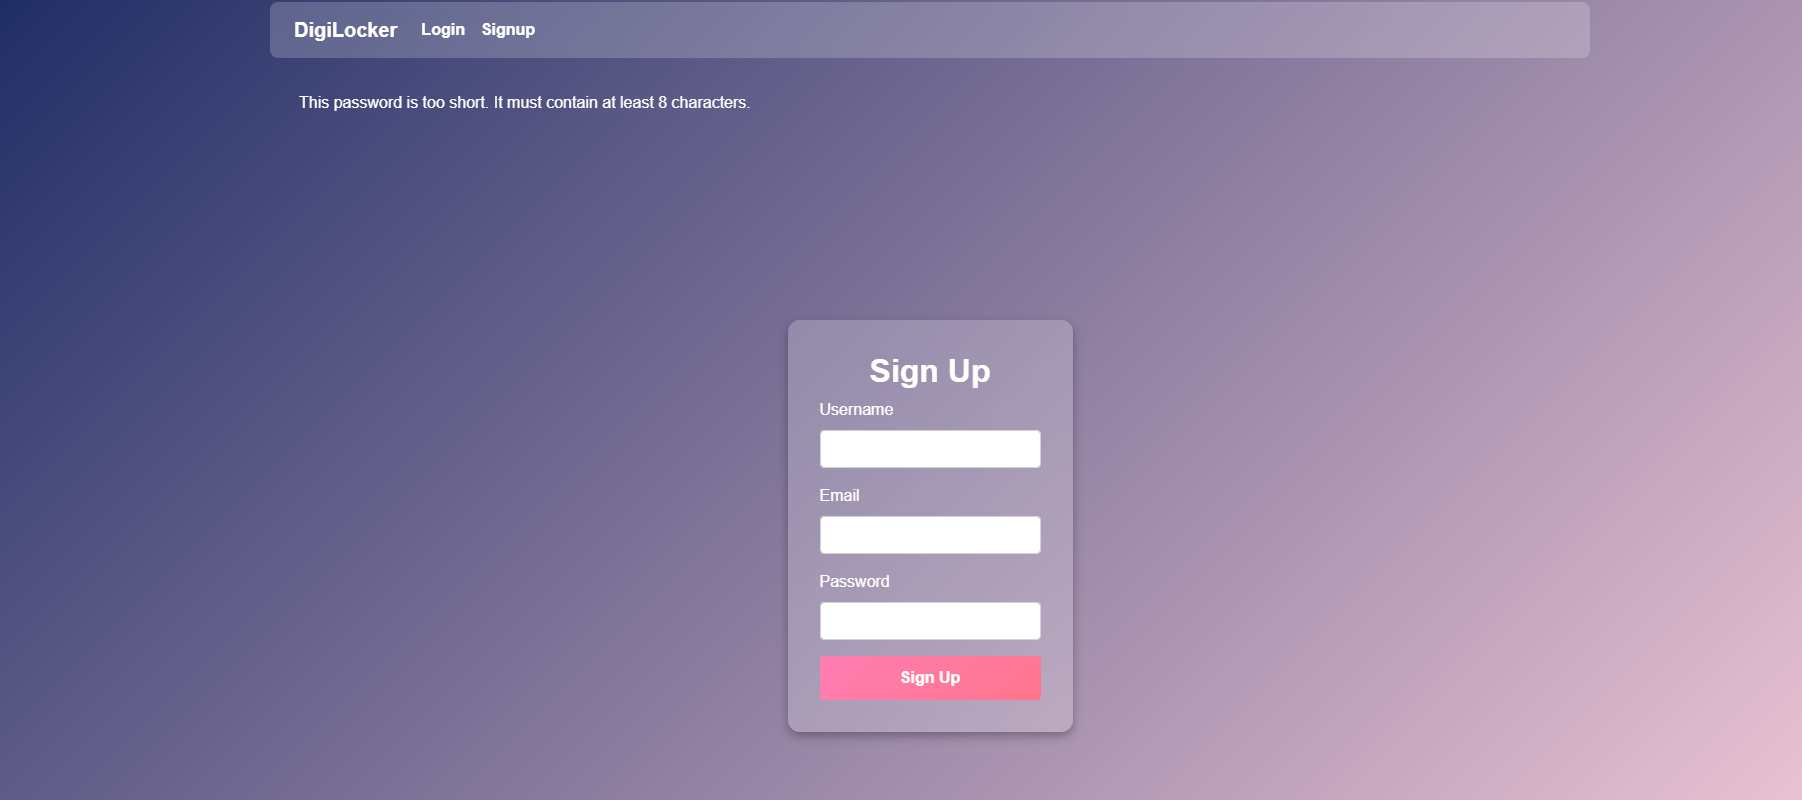 DigiLocker Login Signup
This password is too short. It must contain at least 8 characters.
Sign Up
Username
Email
Password
Sign Up